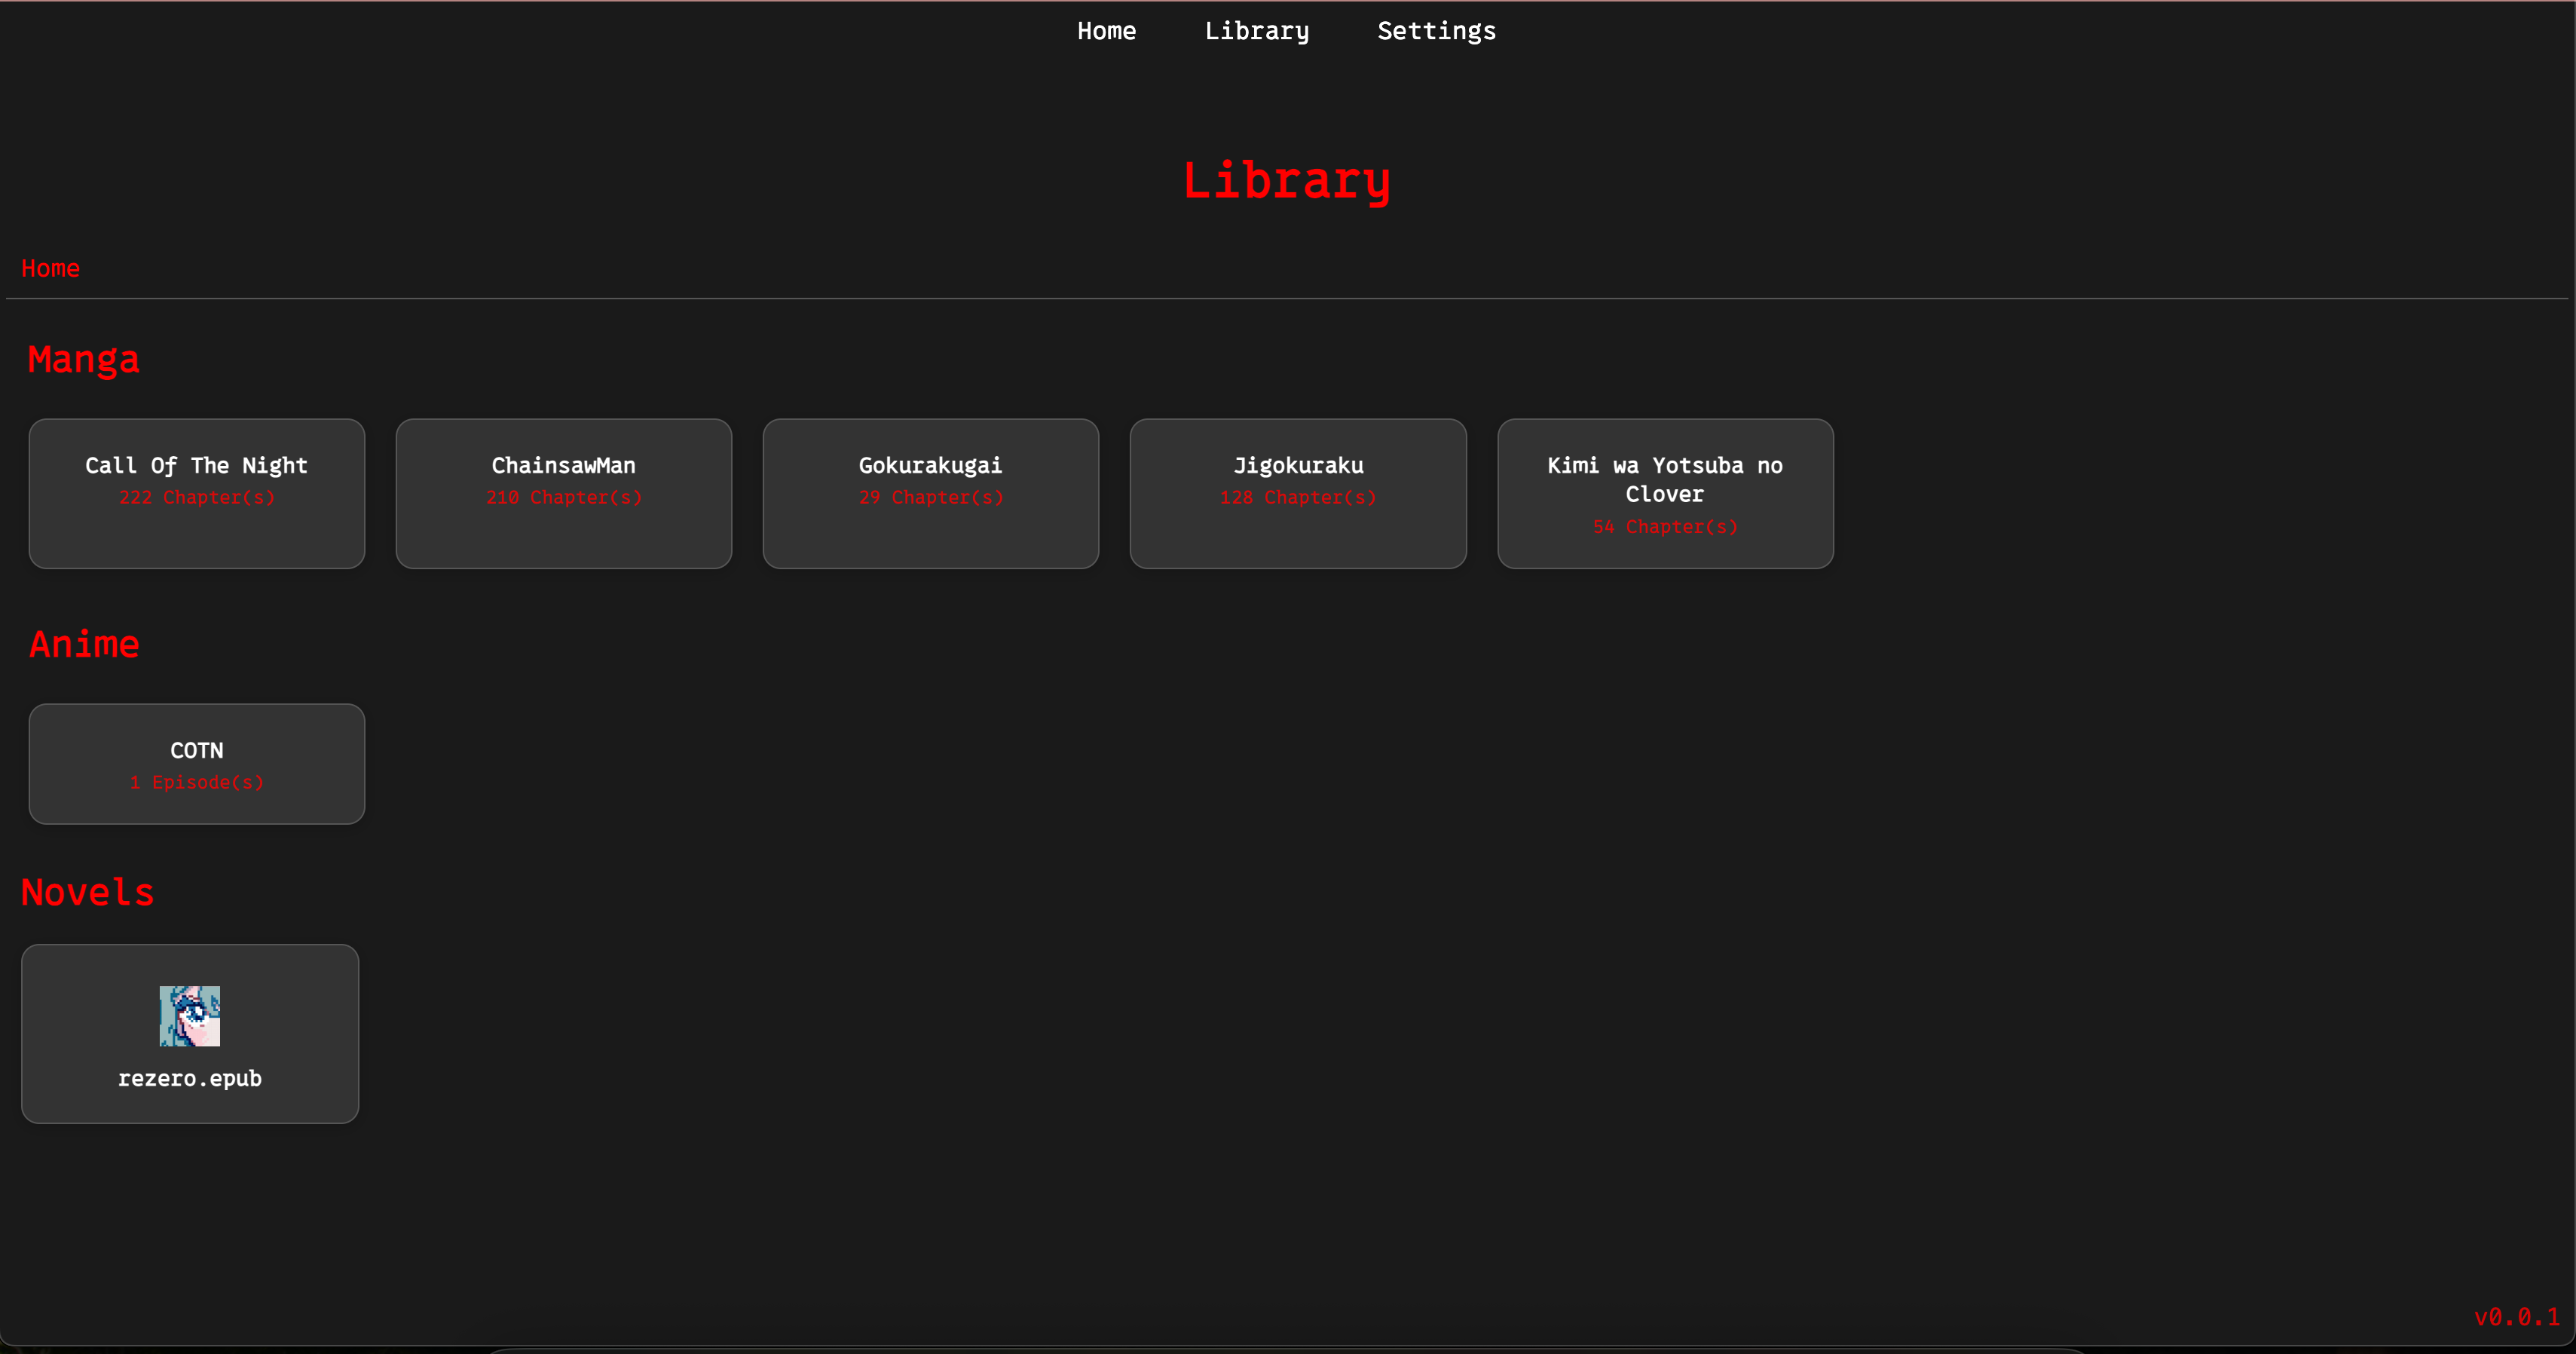 Home Library Settings
Library
Home
Manga
Call Of The Night
222 Chapter(s)
ChainsawMan
210 Chapter(s)
Gokurakugai
29 Chapter(s)
Jigokuraku
128 Chapter(s)
Kimi wa Yotsuba no
Clover
54 Chapter(s)
Anime
COTN
1 Episode(s)
Novels
rezero.epub
v0.0.1